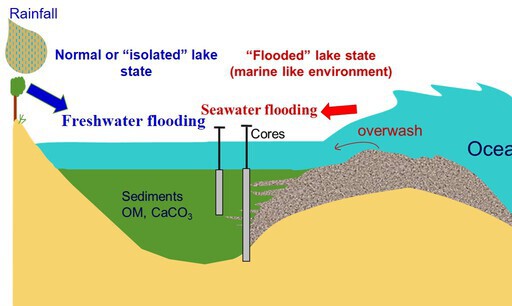 Rainfall
Normal or “isolated” lake
state
“Flooded” lake state
(marine like environment)
Freshwater flooding
Seawater flooding
Cores
overwash
Ocea
Sediments
OM, CaCO₃